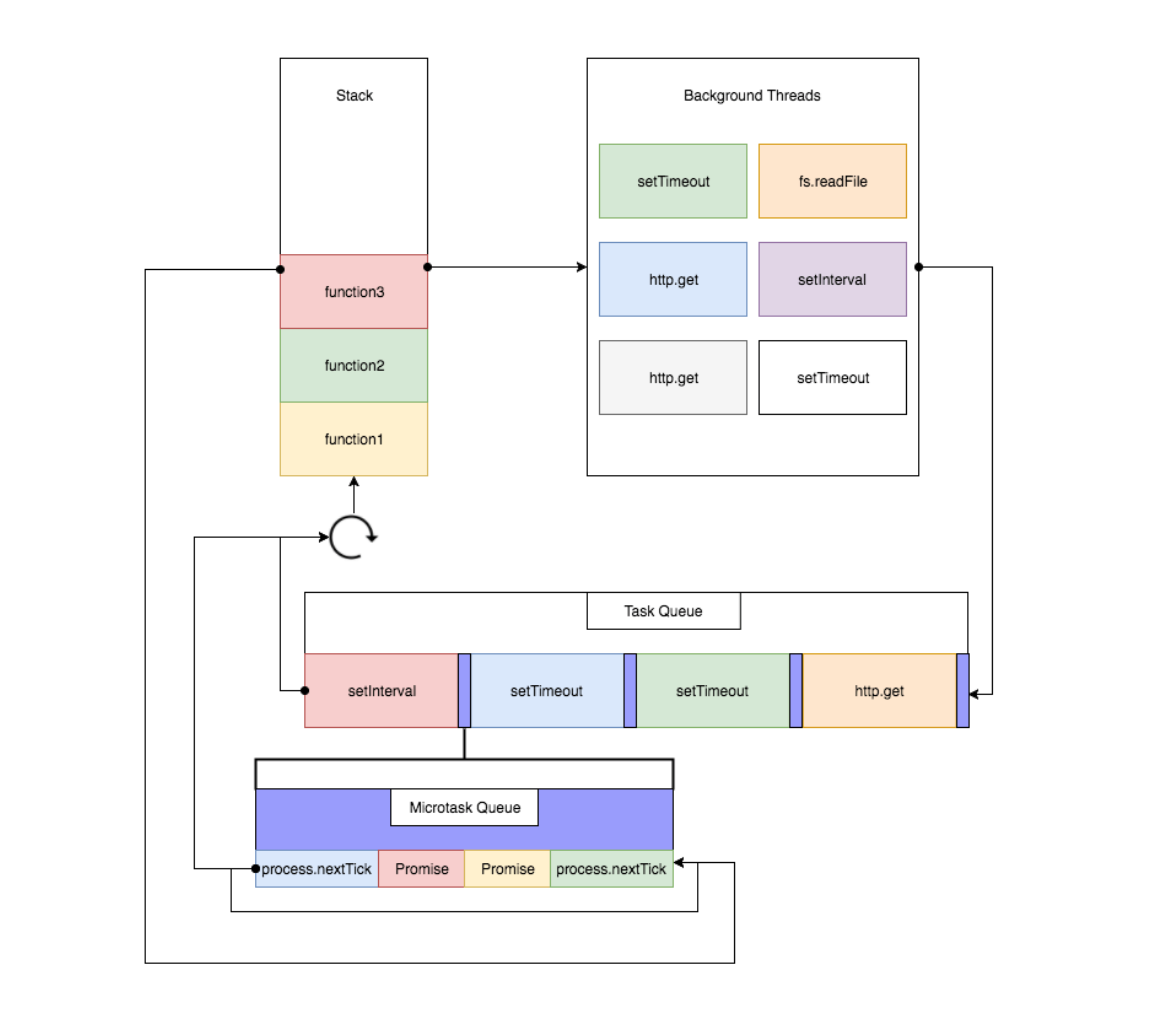 Stack
Background Threads
setTimeout
fs.readFile
function3
http.get
setInterval
function2
http.get
setTimeout
function1
Task Queue
setInterval
setTimeout
setTimeout
http.get
Microtask Queue
process.nextTick
Promise
Promise
process.nextTick